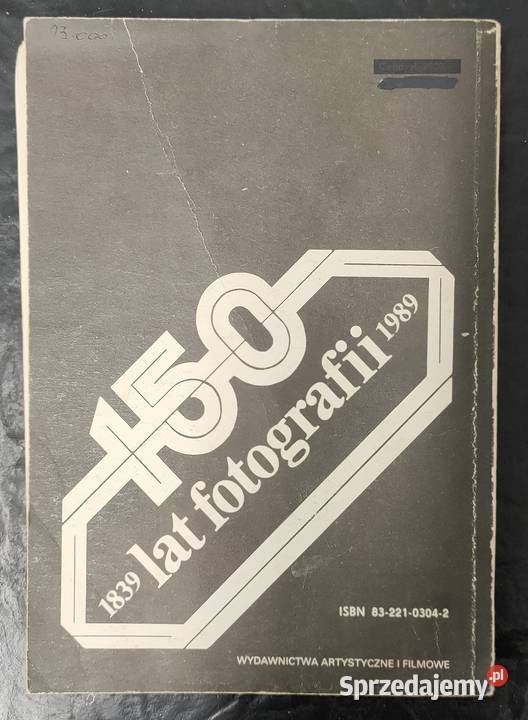 150
1839 lat fotografii 1989
ISBN 83-221-0304-2
WYDAWNICTWA ARTYSTYCZNE I FILMOWE
Sprzedajemy.pl